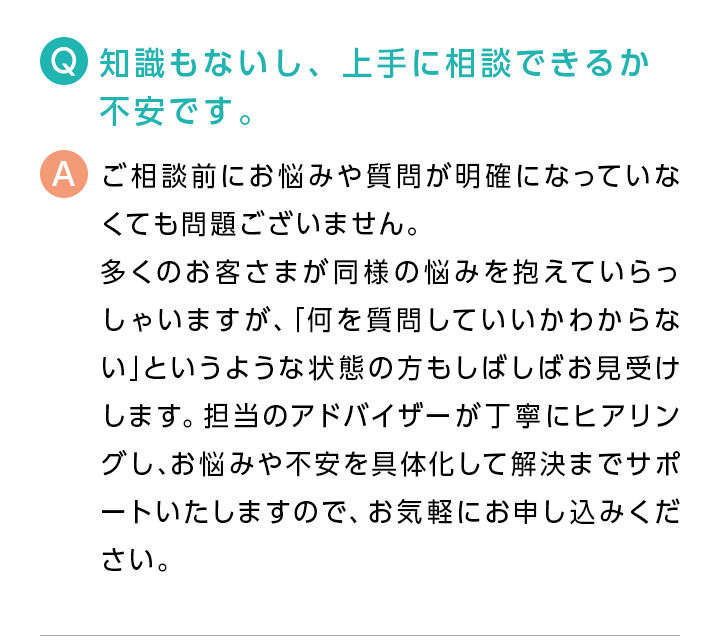 Q 知識もないし、上手に相談できるか
不安です。
A ご相談前にお悩みや質問が明確になっていな
くても問題ございません。
多くのお客さまが同様の悩みを抱えていらっ
しゃいますが、「何を質問していいかわからな
い」というような状態の方もしばしばお見受け
します。担当のアドバイザーが丁寧にヒアリン
グし、お悩みや不安を具体化して解決までサポ
ートいたしますので、お気軽にお申し込みくだ
さい。